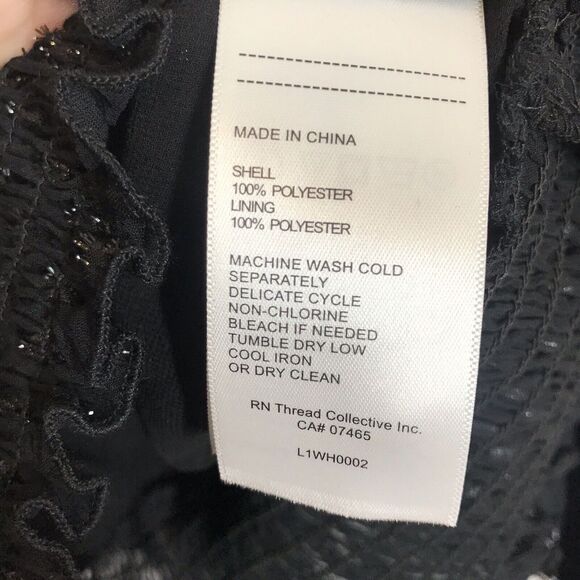 MADE IN CHINA
SHELL
100% POLYESTER
LINING
100% POLYESTER
MACHINE WASH COLD
SEPARATELY
DELICATE CYCLE
NON-CHLORINE
BLEACH IF NEEDED
TUMBLE DRY LOW
COOL IRON
OR DRY CLEAN
RN Thread Collective Inc.
CA# 07465
L1WH0002